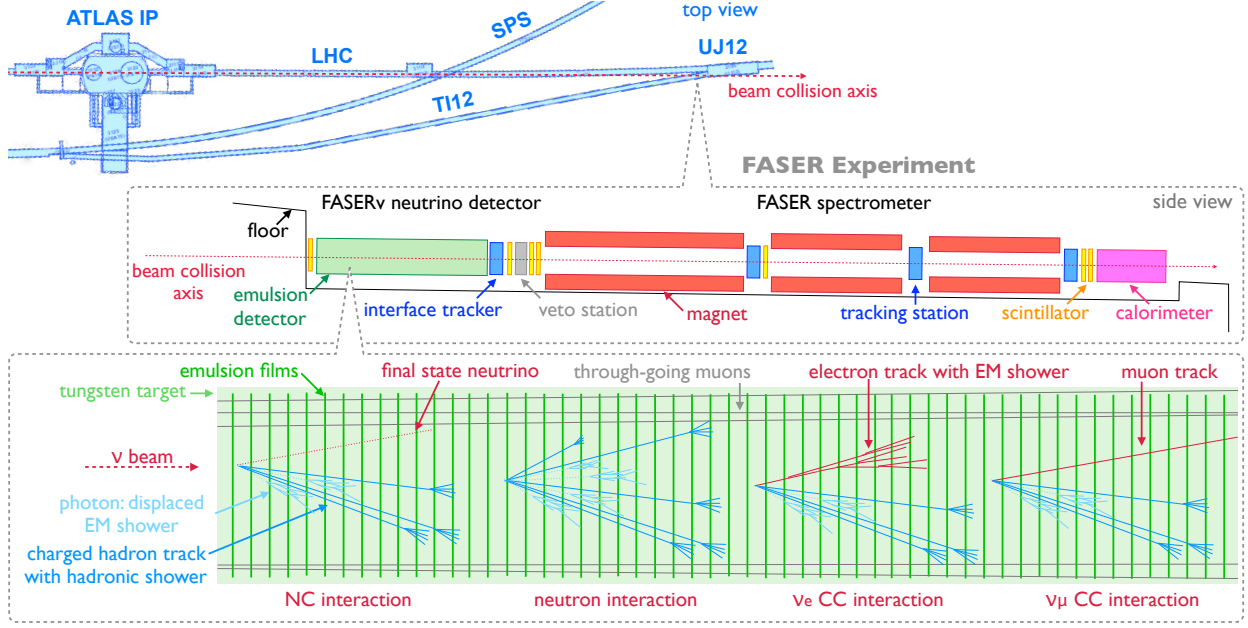 top view
ATLAS IP
SPS
LHC
UJ12
beam collision axis
TI12
FASER Experiment
FASERν neutrino detector
FASER spectrometer
side view
floor
beam collision
axis
emulsion
detector
interface tracker
veto station
magnet
tracking station
scintillator
calorimeter
emulsion films
final state neutrino
through-going muons
electron track with EM shower
muon track
tungsten target
ν beam
photon: displaced
EM shower
charged hadron track
with hadronic shower
NC interaction
neutron interaction
νe CC interaction
νμ CC interaction